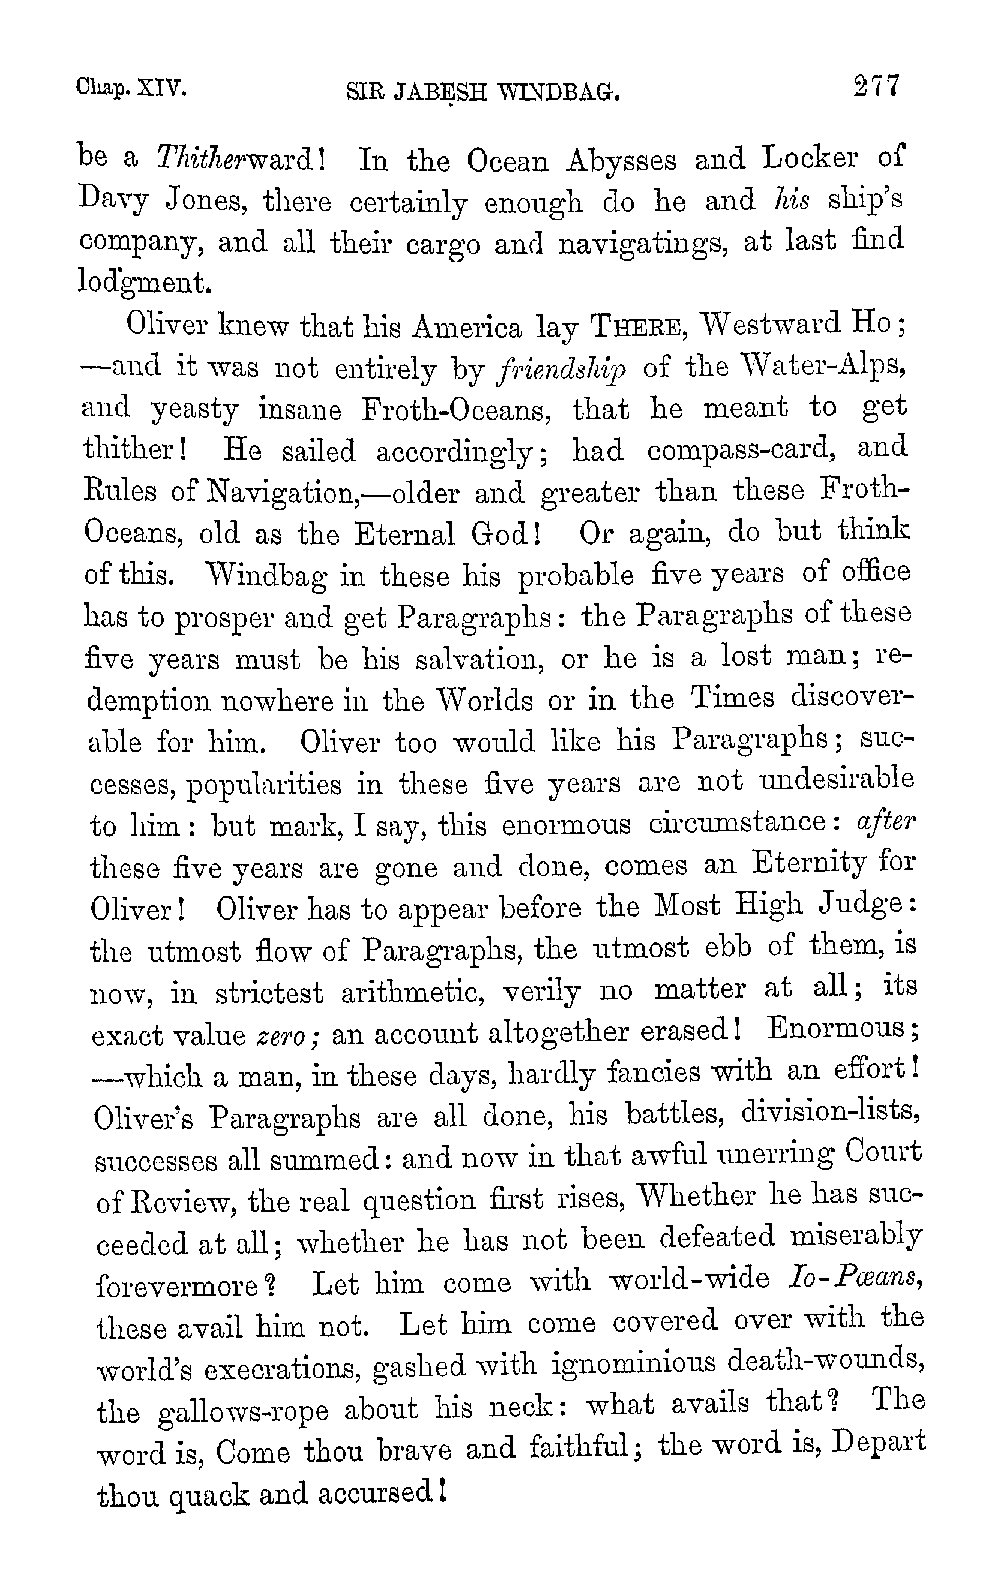 Chap. XIV. SIR JABESH WINDBAG. 277
be a Thitherward! In the Ocean Abysses and Locker of
Davy Jones, there certainly enough do he and his ship's
company, and all their cargo and navigatings, at last find
lodgment.
Oliver knew that his America lay THERE, Westward Ho;
—and it was not entirely by friendship of the Water-Alps,
and yeasty insane Froth-Oceans, that he meant to get
thither! He sailed accordingly; had compass-card, and
Rules of Navigation,—older and greater than these Froth-
Oceans, old as the Eternal God! Or again, do but think
of this. Windbag in these his probable five years of office
has to prosper and get Paragraphs: the Paragraphs of these
five years must be his salvation, or he is a lost man; re-
demption nowhere in the Worlds or in the Times discover-
able for him. Oliver too would like his Paragraphs; suc-
cesses, popularities in these five years are not undesirable
to him: but mark, I say, this enormous circumstance: after
these five years are gone and done, comes an Eternity for
Oliver! Oliver has to appear before the Most High Judge:
the utmost flow of Paragraphs, the utmost ebb of them, is
now, in strictest arithmetic, verily no matter at all; its
exact value zero; an account altogether erased! Enormous;
—which a man, in these days, hardly fancies with an effort!
Oliver's Paragraphs are all done, his battles, division-lists,
successes all summed: and now in that awful unerring Court
of Review, the real question first rises, Whether he has suc-
ceeded at all; whether he has not been defeated miserably
forevermore? Let him come with world-wide Io-Pæans,
these avail him not. Let him come covered over with the
world's execrations, gashed with ignominious death-wounds,
the gallows-rope about his neck: what avails that? The
word is, Come thou brave and faithful; the word is, Depart
thou quack and accursed!